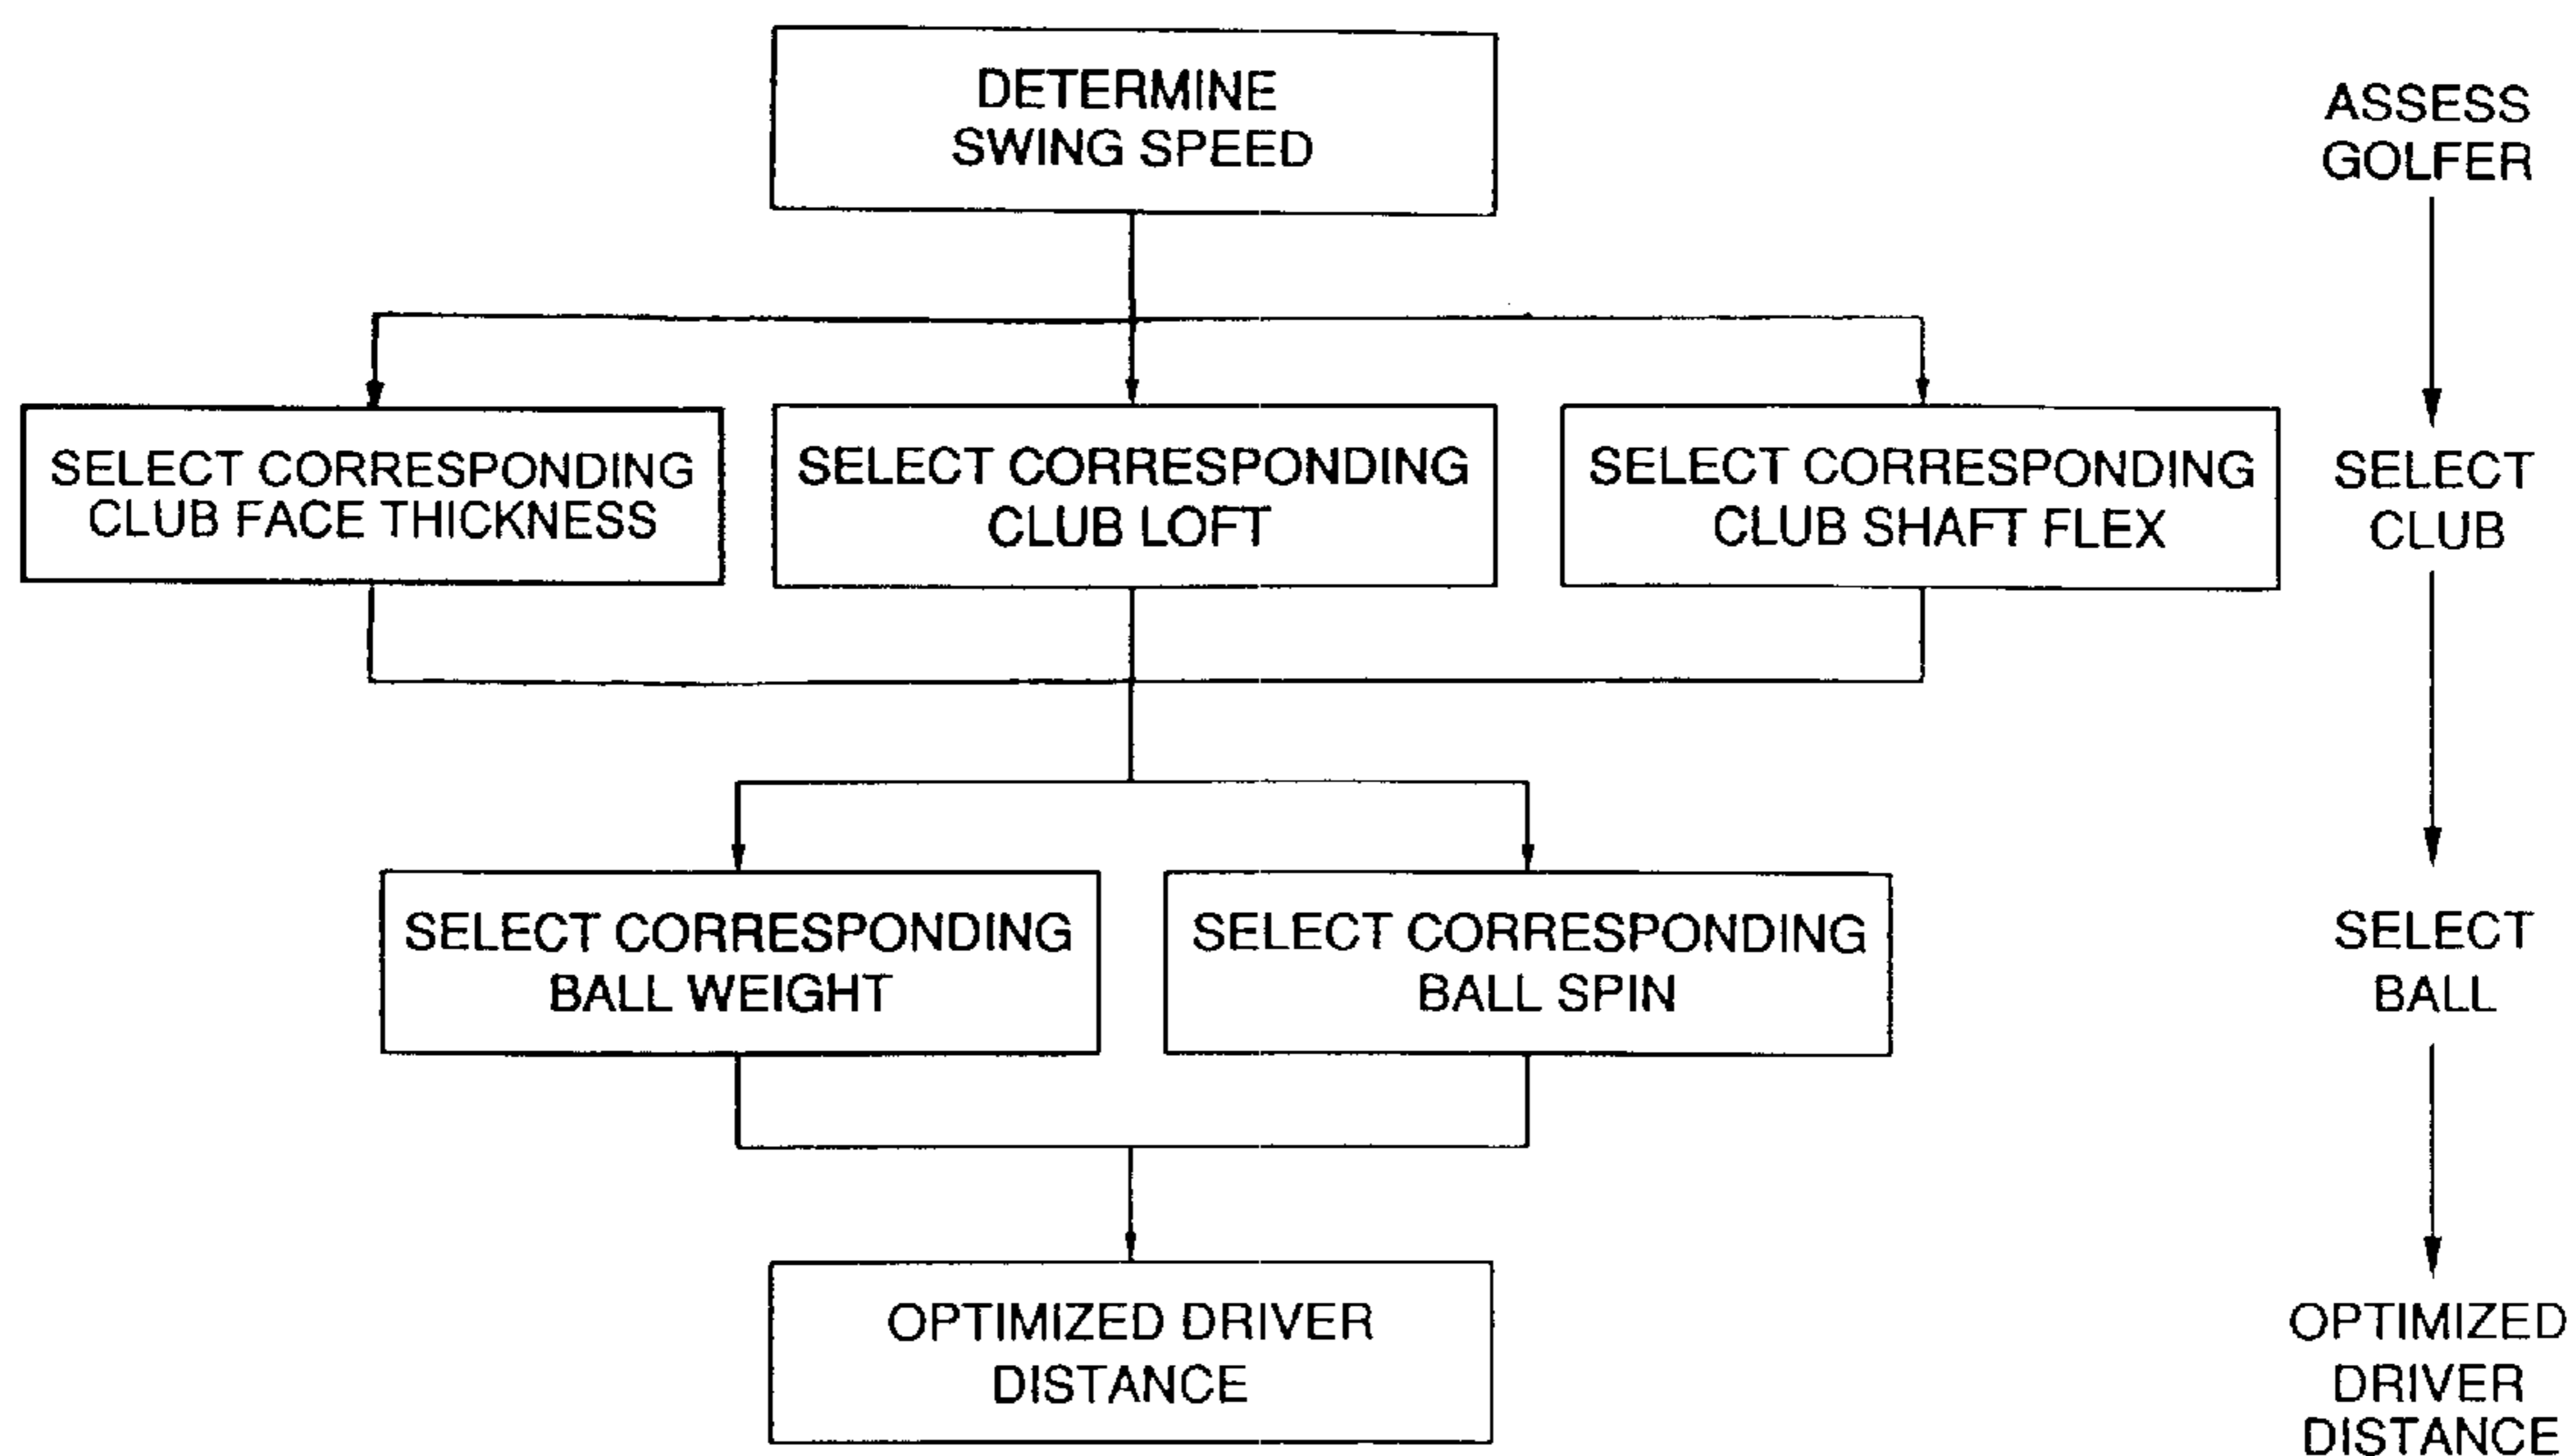 DETERMINE
SWING SPEED
ASSESS
GOLFER
SELECT CORRESPONDING
CLUB FACE THICKNESS
SELECT CORRESPONDING
CLUB LOFT
SELECT CORRESPONDING
CLUB SHAFT FLEX
SELECT
CLUB
SELECT CORRESPONDING
BALL WEIGHT
SELECT CORRESPONDING
BALL SPIN
SELECT
BALL
OPTIMIZED DRIVER
DISTANCE
OPTIMIZED
DRIVER
DISTANCE